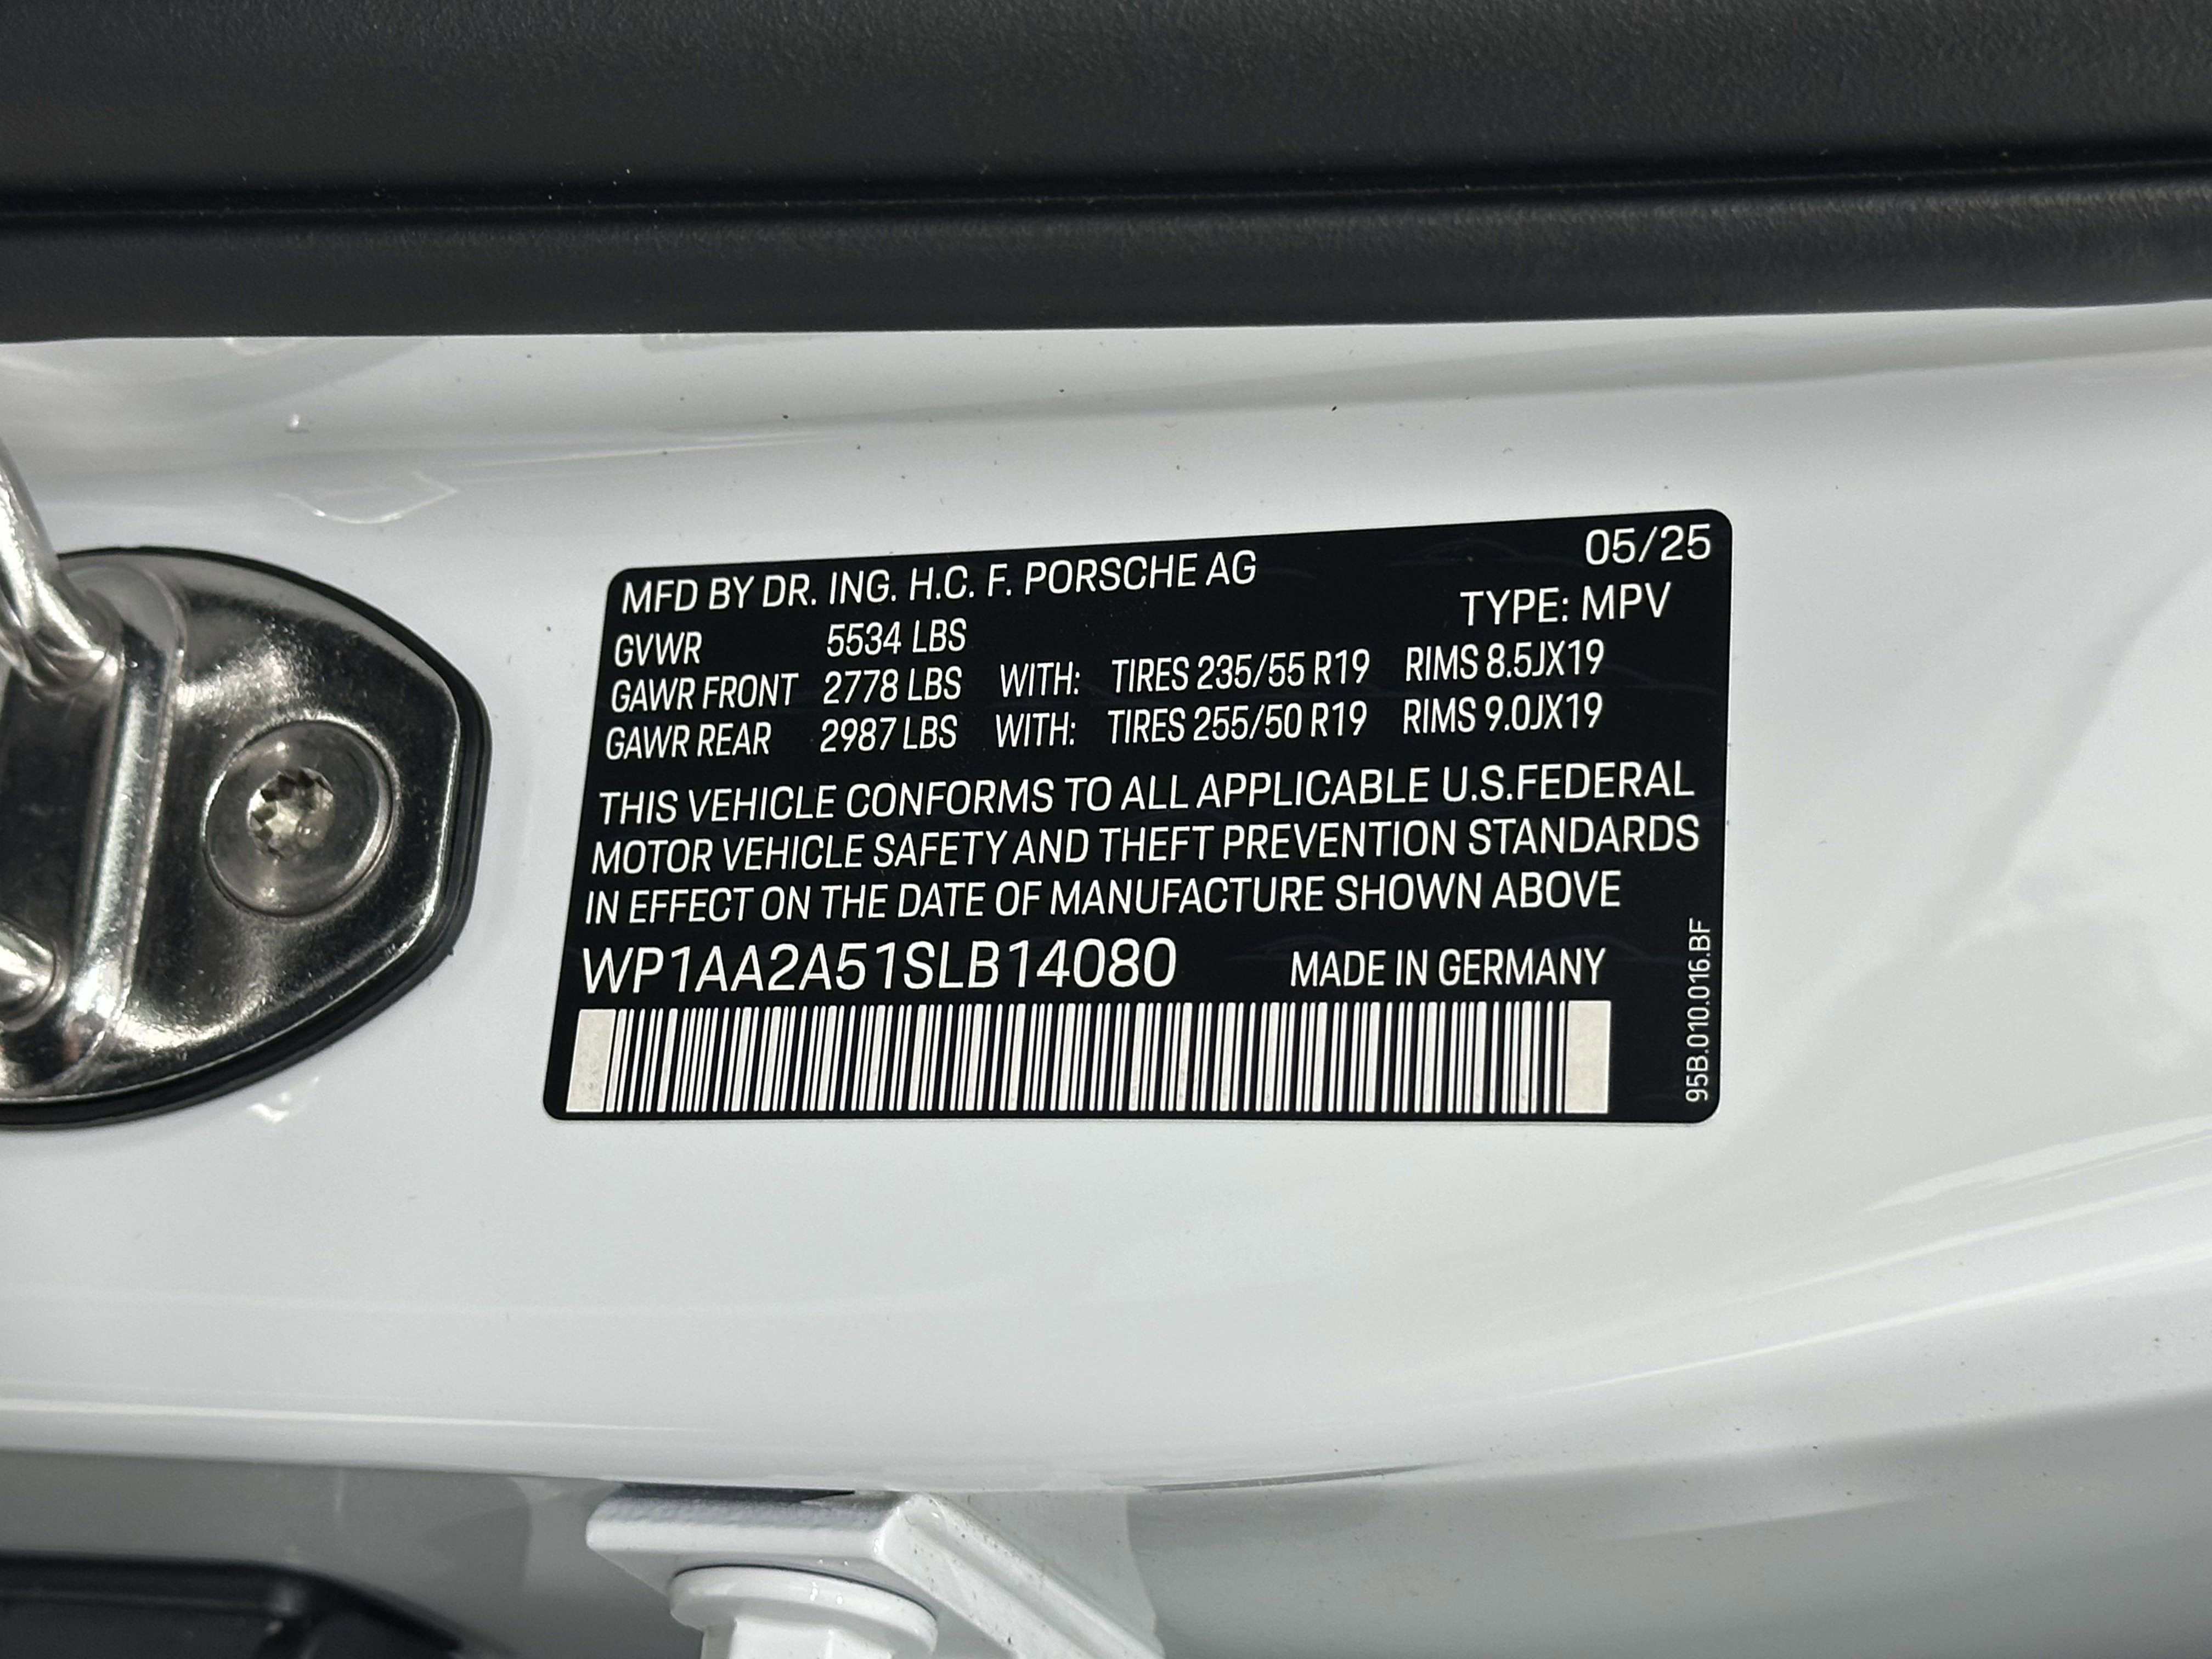 MFD BY DR. ING. H.C. F. PORSCHE AG 05/25
TYPE: MPV
GVWR 5534 LBS
GAWR FRONT 2778 LBS WITH: TIRES 235/55 R19 RIMS 8.5JX19
GAWR REAR 2987 LBS WITH: TIRES 255/50 R19 RIMS 9.0JX19
THIS VEHICLE CONFORMS TO ALL APPLICABLE U.S.FEDERAL
MOTOR VEHICLE SAFETY AND THEFT PREVENTION STANDARDS
IN EFFECT ON THE DATE OF MANUFACTURE SHOWN ABOVE
WP1AA2A51SLB14080 MADE IN GERMANY
95B.010.016.BF